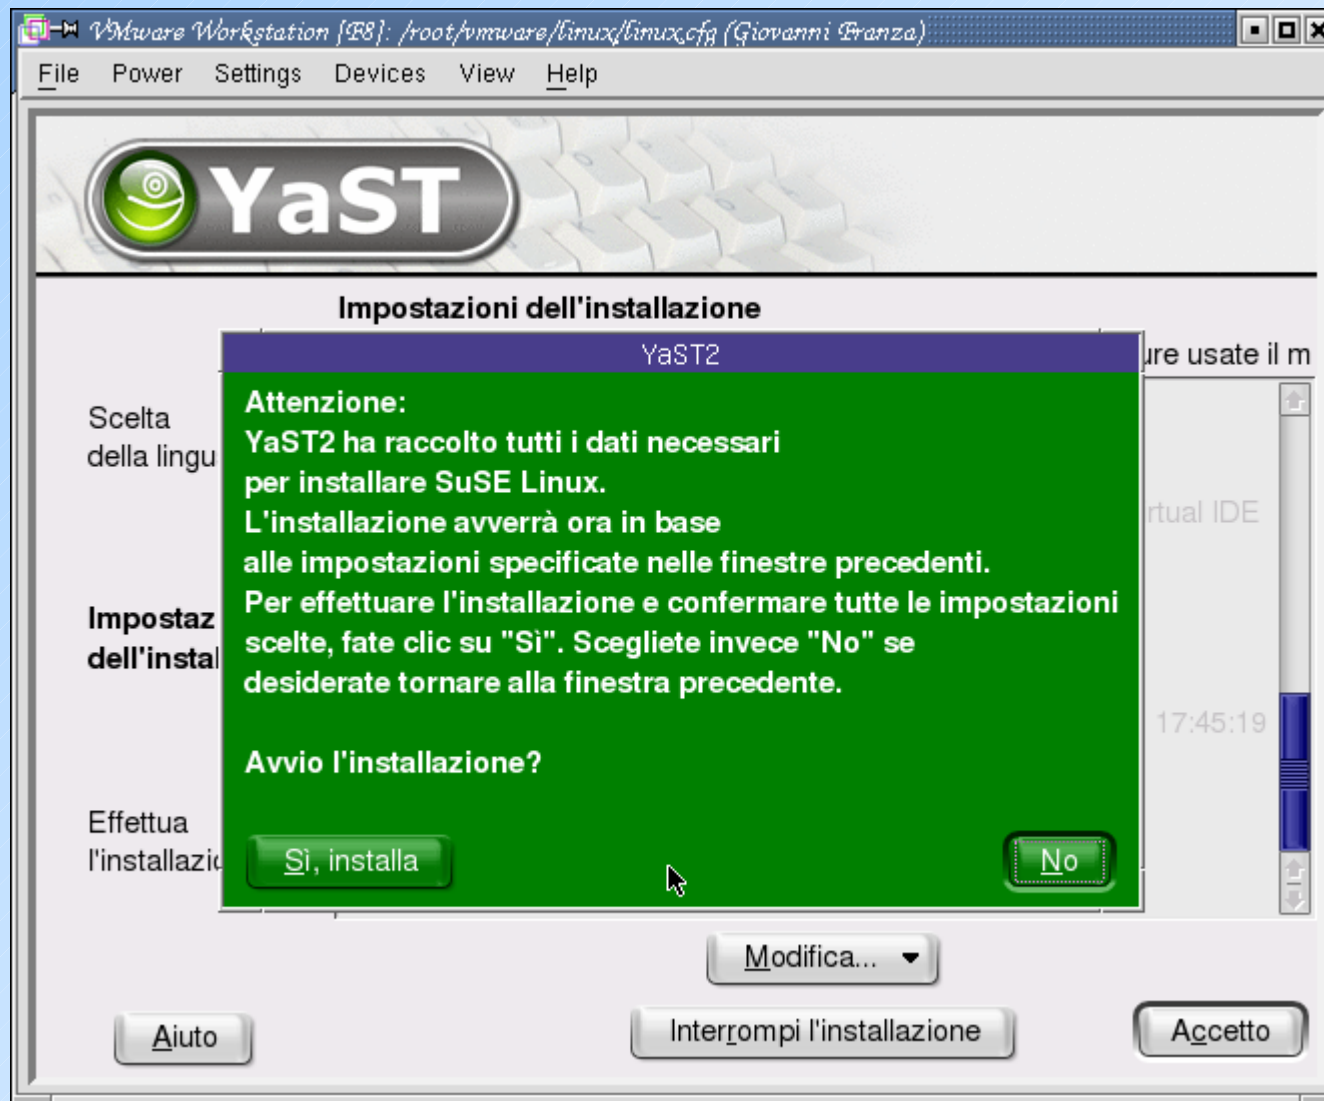 VMware Workstation [F8]: /root/vmware/linux/linux.cfg (Giovanni Franza)
File Power Settings Devices View Help
YaST
Impostazioni dell'installazione
ure usate il m
YaST2
Attenzione:
YaST2 ha raccolto tutti i dati necessari
per installare SuSE Linux.
L'installazione avverrà ora in base
alle impostazioni specificate nelle finestre precedenti.
Per effettuare l'installazione e confermare tutte le impostazioni
scelte, fate clic su "Sì". Scegliete invece "No" se
desiderate tornare alla finestra precedente.
Avvio l'installazione?
Sì, installa
No
Scelta
della lingu
Impostaz
dell'instal
Effettua
l'installazio
rtual IDE
17:45:19
Modifica...
Aiuto
Interrompi l'installazione
Accetto